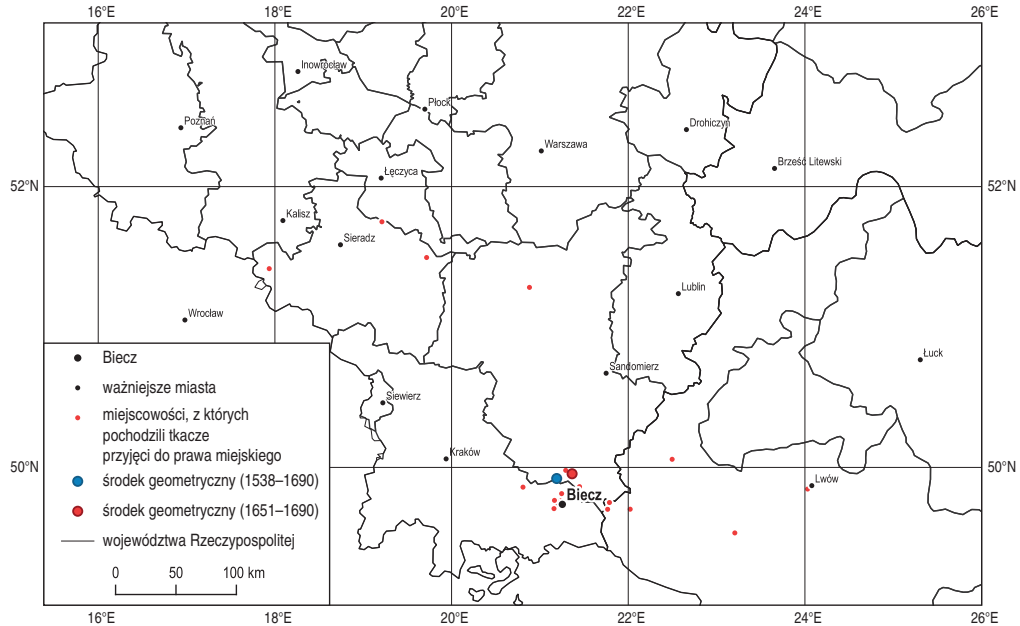 16°E 18°E 20°E 22°E 24°E 26°E
Inowrocław
Płock
Poznań
Drohiczyn
Warszawa
Brześć Litewski
52°N 52°N
Łęczyca
Kalisz
Sieradz
Lublin
Wrocław
Łuck
Sandomierz
Siewierz
Kraków
50°N 50°N
Lwów
Biecz
Biecz
ważniejsze miasta
miejscowości, z których
pochodzili tkacze
przyjęci do prawa miejskiego
środek geometryczny (1538–1690)
środek geometryczny (1651–1690)
województwa Rzeczypospolitej
0 50 100 km
16°E 18°E 20°E 22°E 24°E 26°E